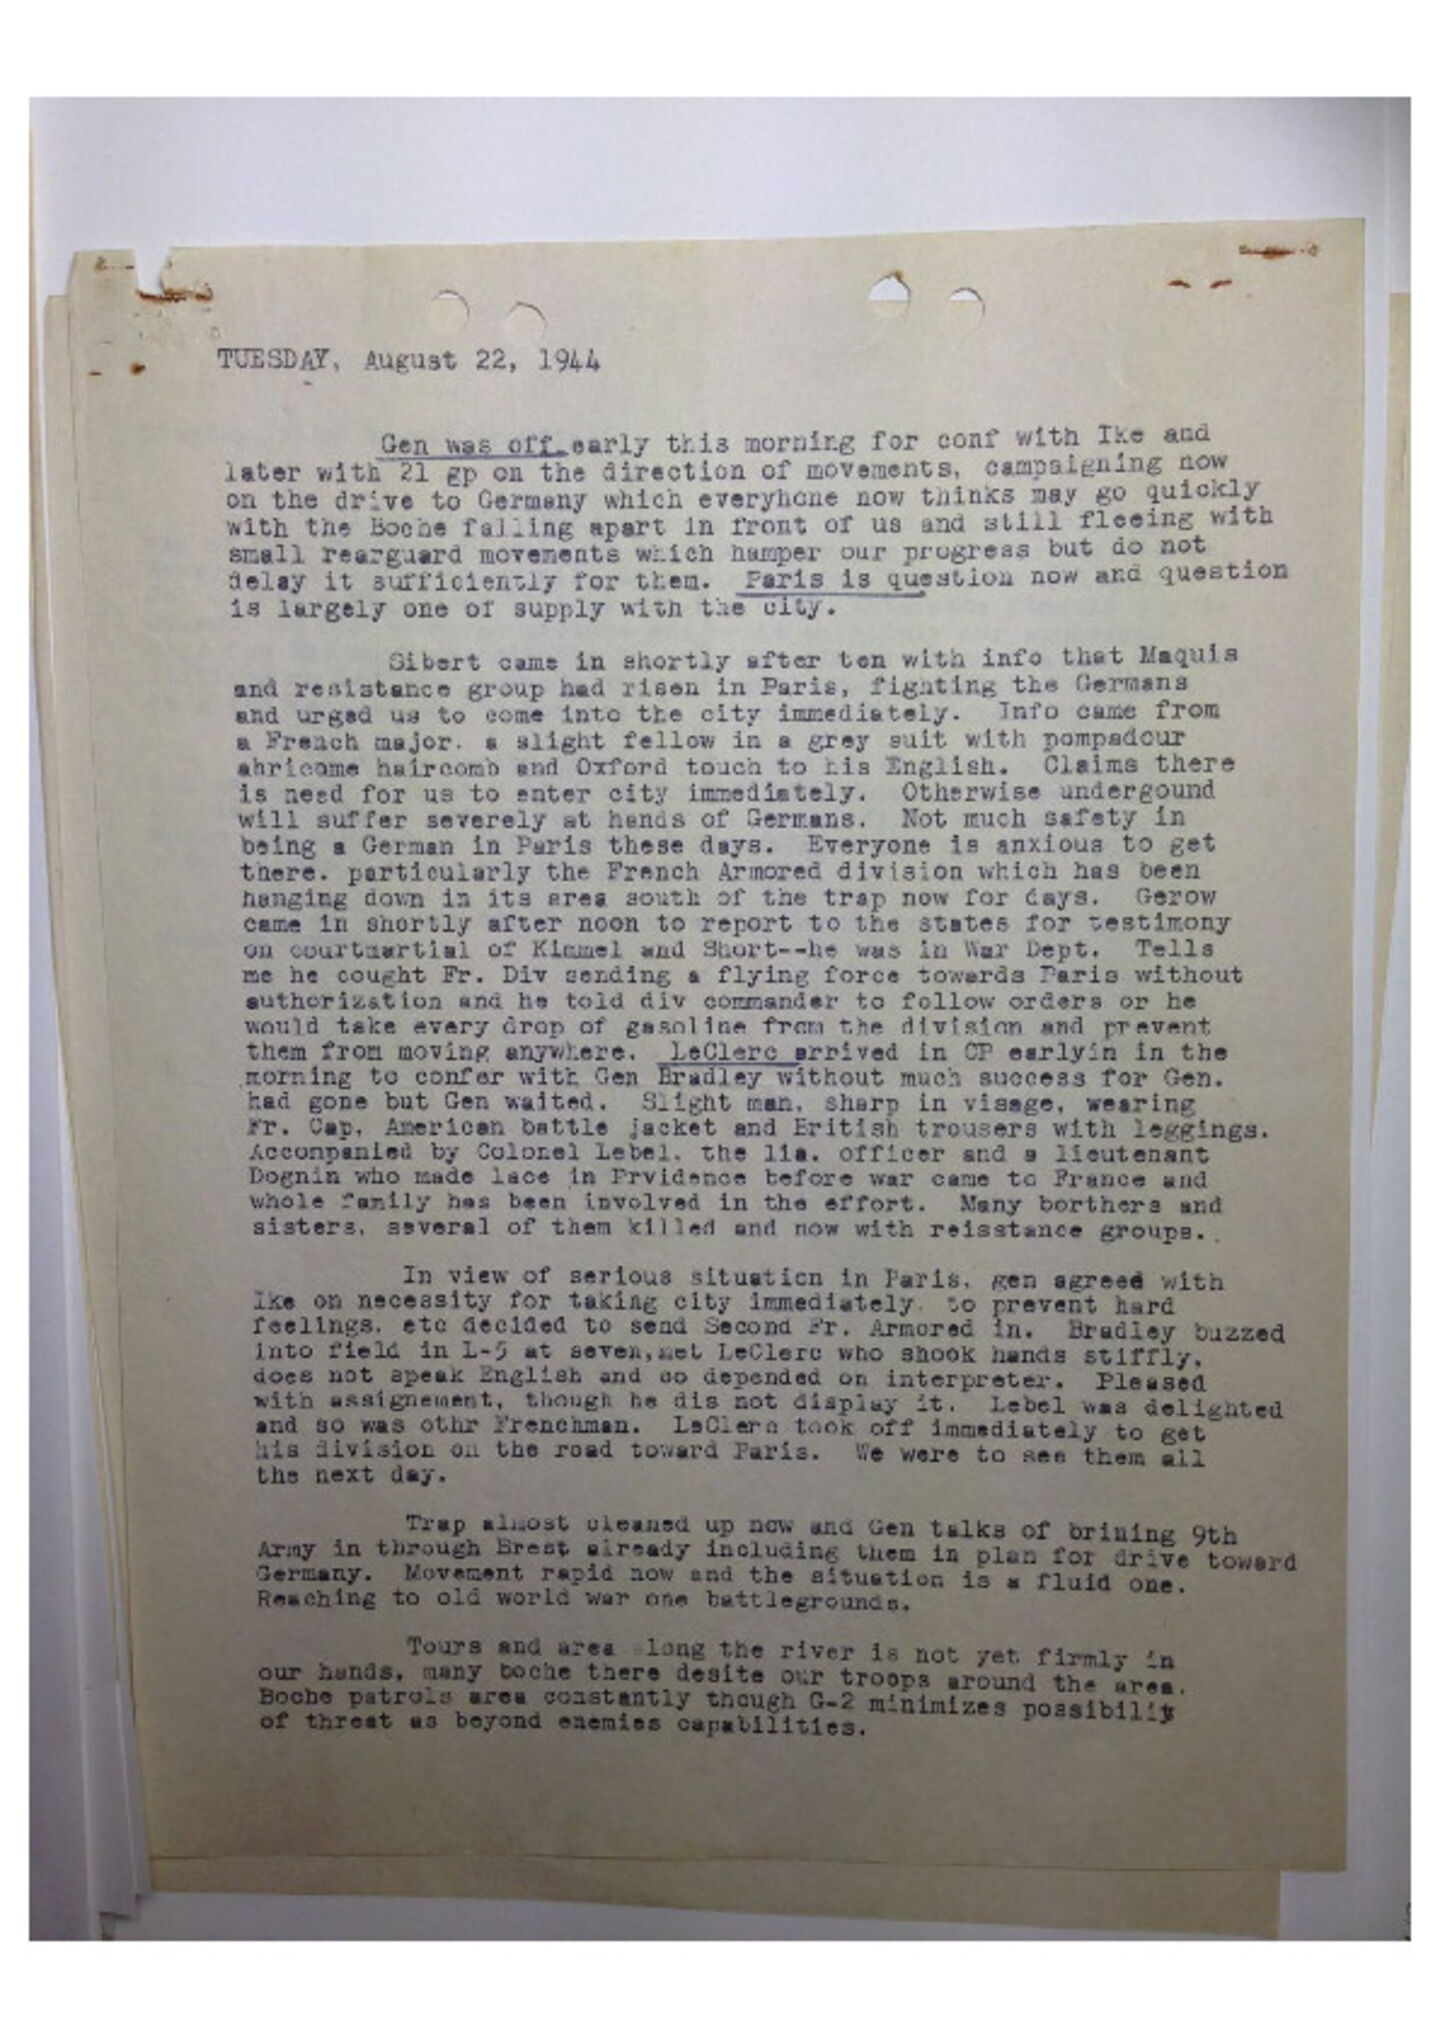 TUESDAY, August 22, 1944
Gen was off early this morning for conf with Ike and
later with 21 gp on the direction of movements, campaigning now
on the drive to Germany which everyhone now thinks may go quickly
with the Boche falling apart in front of us and still fleeing with
small rearguard movements which hamper our progress but do not
delay it sufficiently for them. Paris is question now and question
is largely one of supply with the city.
Sibert came in shortly after ten with info that Maquis
and resistance group had risen in Paris, fighting the Germans
and urged us to come into the city immediately. Info came from
a French major, a slight fellow in a grey suit with pompadour
haircomb and Oxford touch to his English. Claims there
is need for us to enter city immediately. Otherwise undergound
will suffer severely at hands of Germans. Not much safety in
being a German in Paris these days. Everyone is anxious to get
there, particularly the French Armored division which has been
hanging down in its area south of the trap now for days. Gerow
came in shortly after noon to report to the states for testimony
on courtmartial of Kimmel and Short--he was in War Dept. Tells
me he cought Fr. Div sending a flying force towards Paris without
authorization and he told div commander to follow orders or he
would take every drop of gasoline from the division and prevent
them from moving anywhere. LeClerc arrived in CP earlyin in the
morning to confer with Gen Bradley without much success for Gen.
had gone but Gen waited. Slight man, sharp in visage, wearing
Fr. Cap, American battle jacket and British trousers with leggings.
Accompanied by Colonel Lebel, the lia. officer and a lieutenant
Dognin who made lace in Prvidence before war came to France and
whole family has been involved in the effort. Many borthers and
sisters, several of them killed and now with reisstance groups..
In view of serious situation in Paris, gen agreed with
Ike on necessity for taking city immediately, to prevent hard
feelings, etc decided to send Second Fr. Armored in. Bradley buzzed
into field in L-5 at seven, met LeClerc who shook hands stiffly,
does not speak English and so depended on interpreter. Pleased
with assignement, though he dis not display it. Lebel was delighted
and so was othr Frenchman. LeClerc took off immediately to get
his division on the road toward Paris. We were to see them all
the next day.
Trap almost cleaned up now and Gen talks of brining 9th
Army in through Brest already including them in plan for drive toward
Germany. Movement rapid now and the situation is a fluid one.
Reaching to old world war one battlegrounds.
Tours and area along the river is not yet firmly in
our hands, many boche there desite our troops around the area.
Boche patrols area constantly though G-2 minimizes possibility
of threat as beyond enemies capabilities.